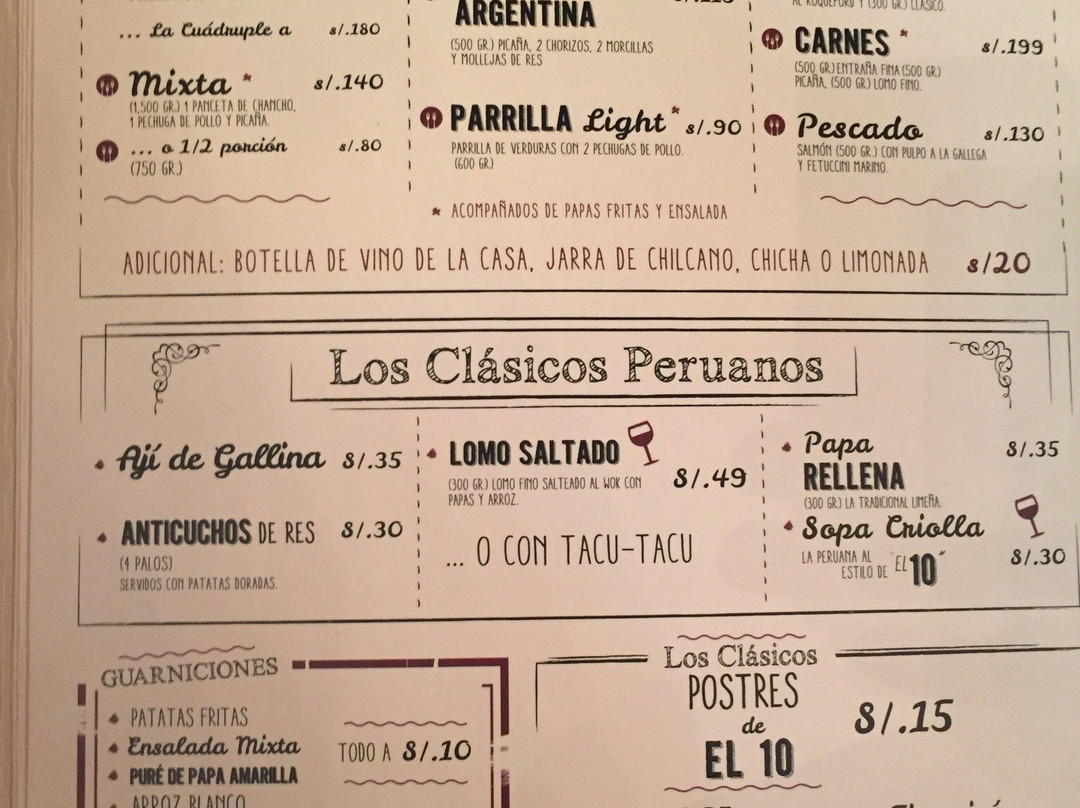 ... La Cuádruple a s/.180
Mixta * s/.140
(1,500 GR.) 1 PANCETA DE CHANCHO,
1 PECHUGA DE POLLO Y PICAÑA.
... o 1/2 porción s/.80
(750 GR.)
ARGENTINA
(500 GR.) PICAÑA, 2 CHORIZOS, 2 MORCILLAS
Y MOLLEJAS DE RES
PARRILLA Light * s/.90
PARRILLA DE VERDURAS CON 2 PECHUGAS DE POLLO.
(600 GR.)
AL ROQUEFORD Y (300 GR.) CLÁSICO.
CARNES * s/.199
(500 GR.) ENTRAÑA FINA (500 GR.)
PICAÑA, (500 GR.) LOMO FINO.
Pescado s/.130
SALMÓN (500 GR.) CON PULPO A LA GALLEGA
Y FETUCCINI MARINO.
* ACOMPAÑADOS DE PAPAS FRITAS Y ENSALADA
ADICIONAL: BOTELLA DE VINO DE LA CASA, JARRA DE CHILCANO, CHICHA O LIMONADA s/20
Los Clásicos Peruanos
Ají de Gallina s/.35
ANTICUCHOS DE RES s/.30
(4 PALOS)
SERVIDOS CON PATATAS DORADAS.
LOMO SALTADO
(300 GR.) LOMO FINO SALTEADO AL WOK CON
PAPAS Y ARROZ.
S/.49
... O CON TACU-TACU
Papa s/.35
RELLENA
(300 GR.) LA TRADICIONAL LIMEÑA.
Sopa Criolla
LA PERUANA AL
ESTILO DE "EL 10"
s/.30
GUARNICIONES
PATATAS FRITAS
Ensalada Mixta
PURÉ DE PAPA AMARILLA
ARROZ BLANCO
TODO A S/.10
Los Clásicos
POSTRES
de
EL 10
S/.15